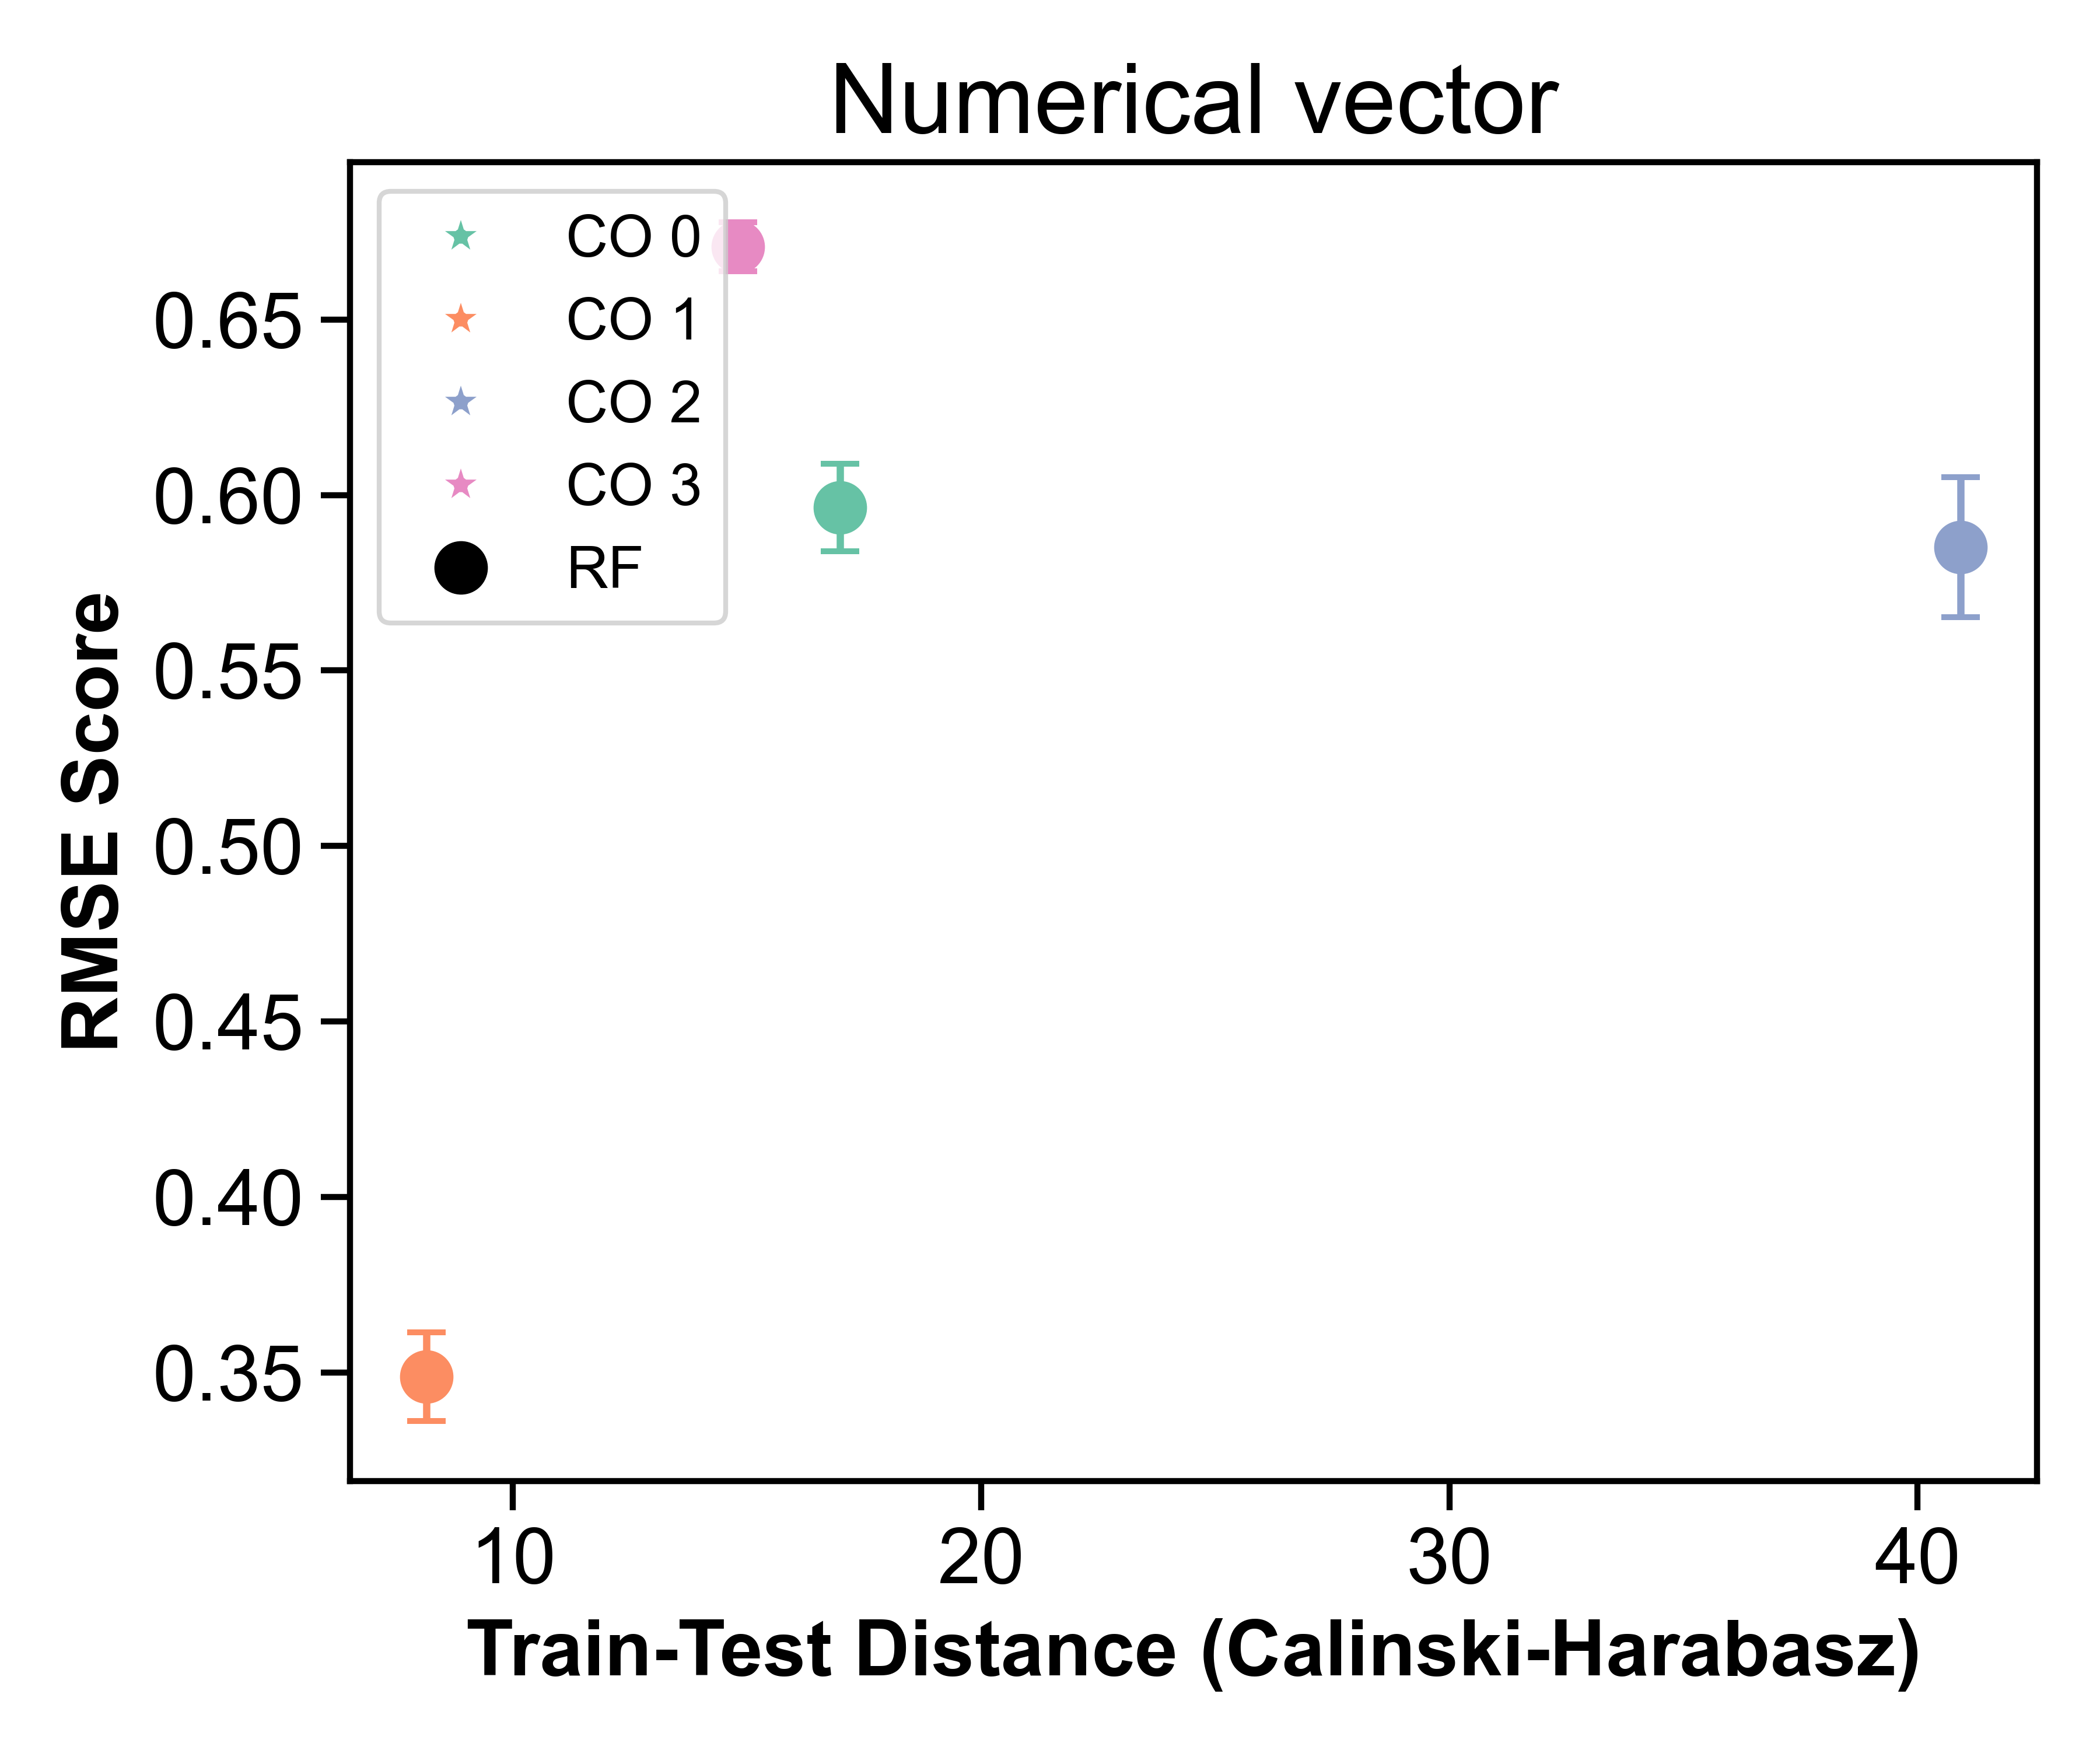 Numerical vector
CO 0
CO 1
CO 2
CO 3
RF
RMSE Score
0.65
0.60
0.55
0.50
0.45
0.40
0.35
10 20 30 40
Train-Test Distance (Calinski-Harabasz)